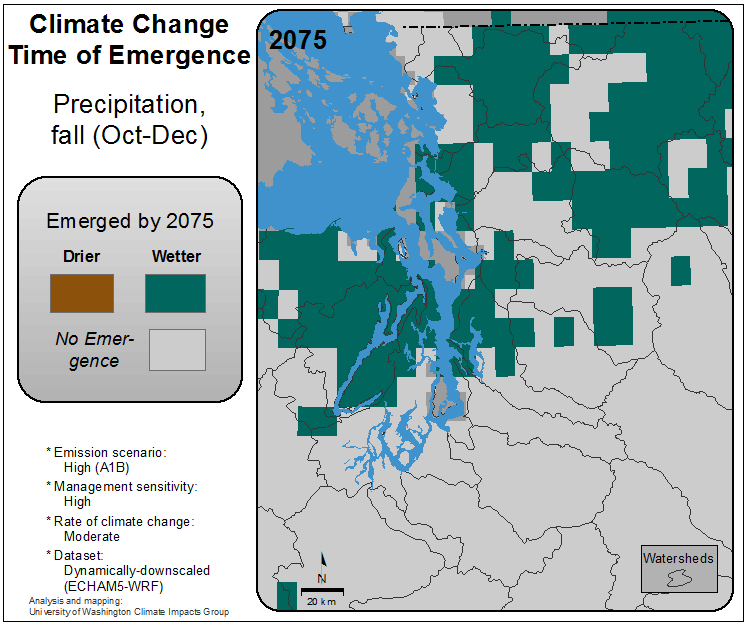 Climate Change
Time of Emergence
Precipitation,
fall (Oct-Dec)
Emerged by 2075
Drier
Wetter
No Emer-
gence
* Emission scenario:
High (A1B)
* Management sensitivity:
High
* Rate of climate change:
Moderate
* Dataset:
Dynamically-downscaled
(ECHAM5-WRF)
Analysis and mapping:
University of Washington Climate Impacts Group
2075
N
20 km
Watersheds